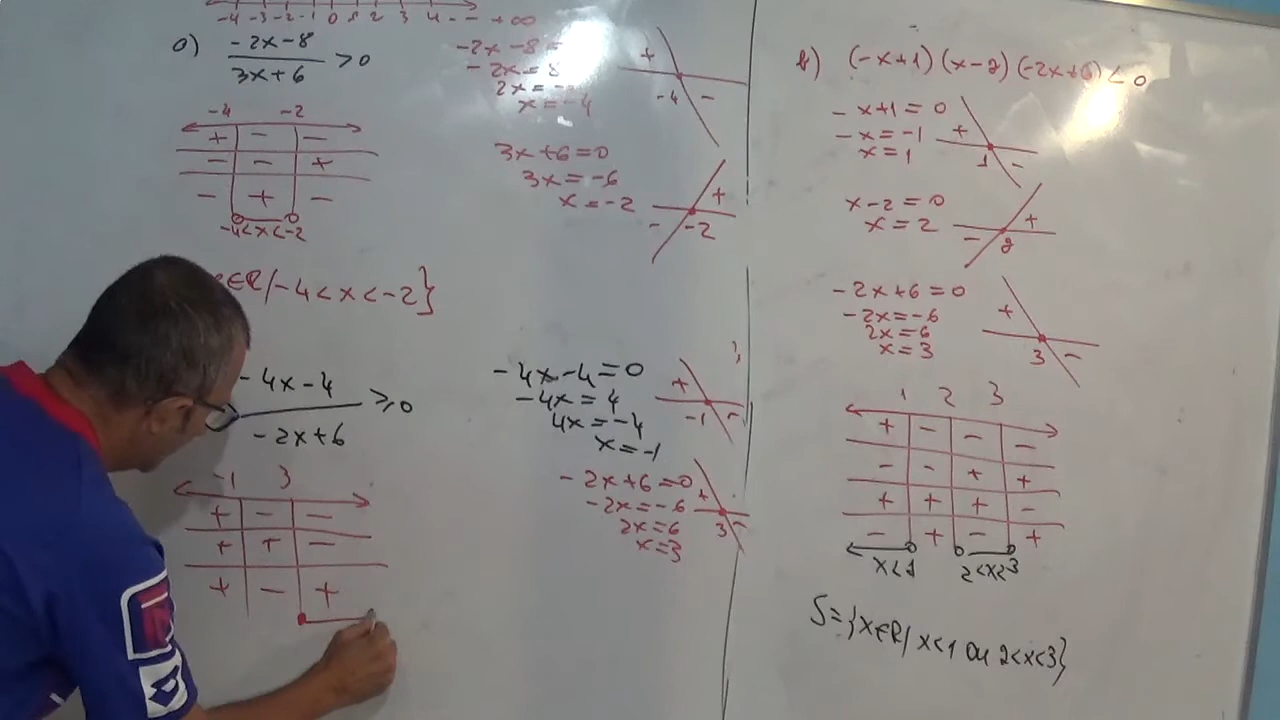 -4 -3 -2 -1 0 1 2 3 4 - - +∞
a) (-2x-8)/(3x+6) > 0
-4 -2
+ - -
- - +
- + -
-4<x<-2
∈R/-4<x<-2}
-2x-8=
-2x=8
2x=-
x=-4
+ -4 -
3x+6=0
3x=-6
x=-2
+ - -2
(-4x-4)/(-2x+6) ≥ 0
-1 3
+ - -
+ + -
+ - +
-4x-4=0
-4x=4
4x=-4
x=-1
+ -1 -
-2x+6=0
-2x=-6
2x=6
x=3
+ 3 -
b) (-x+1)(x-2)(-2x+6)<0
-x+1=0
-x=-1
x=1
+ 1 -
x-2=0
x=2
+ - 2
-2x+6=0
-2x=-6
2x=6
x=3
+ 3 -
1 2 3
+ - - -
- - + +
+ + + -
- + - +
x<1 2<x<3
S={x∈R/x<1 ou 2<x<3}